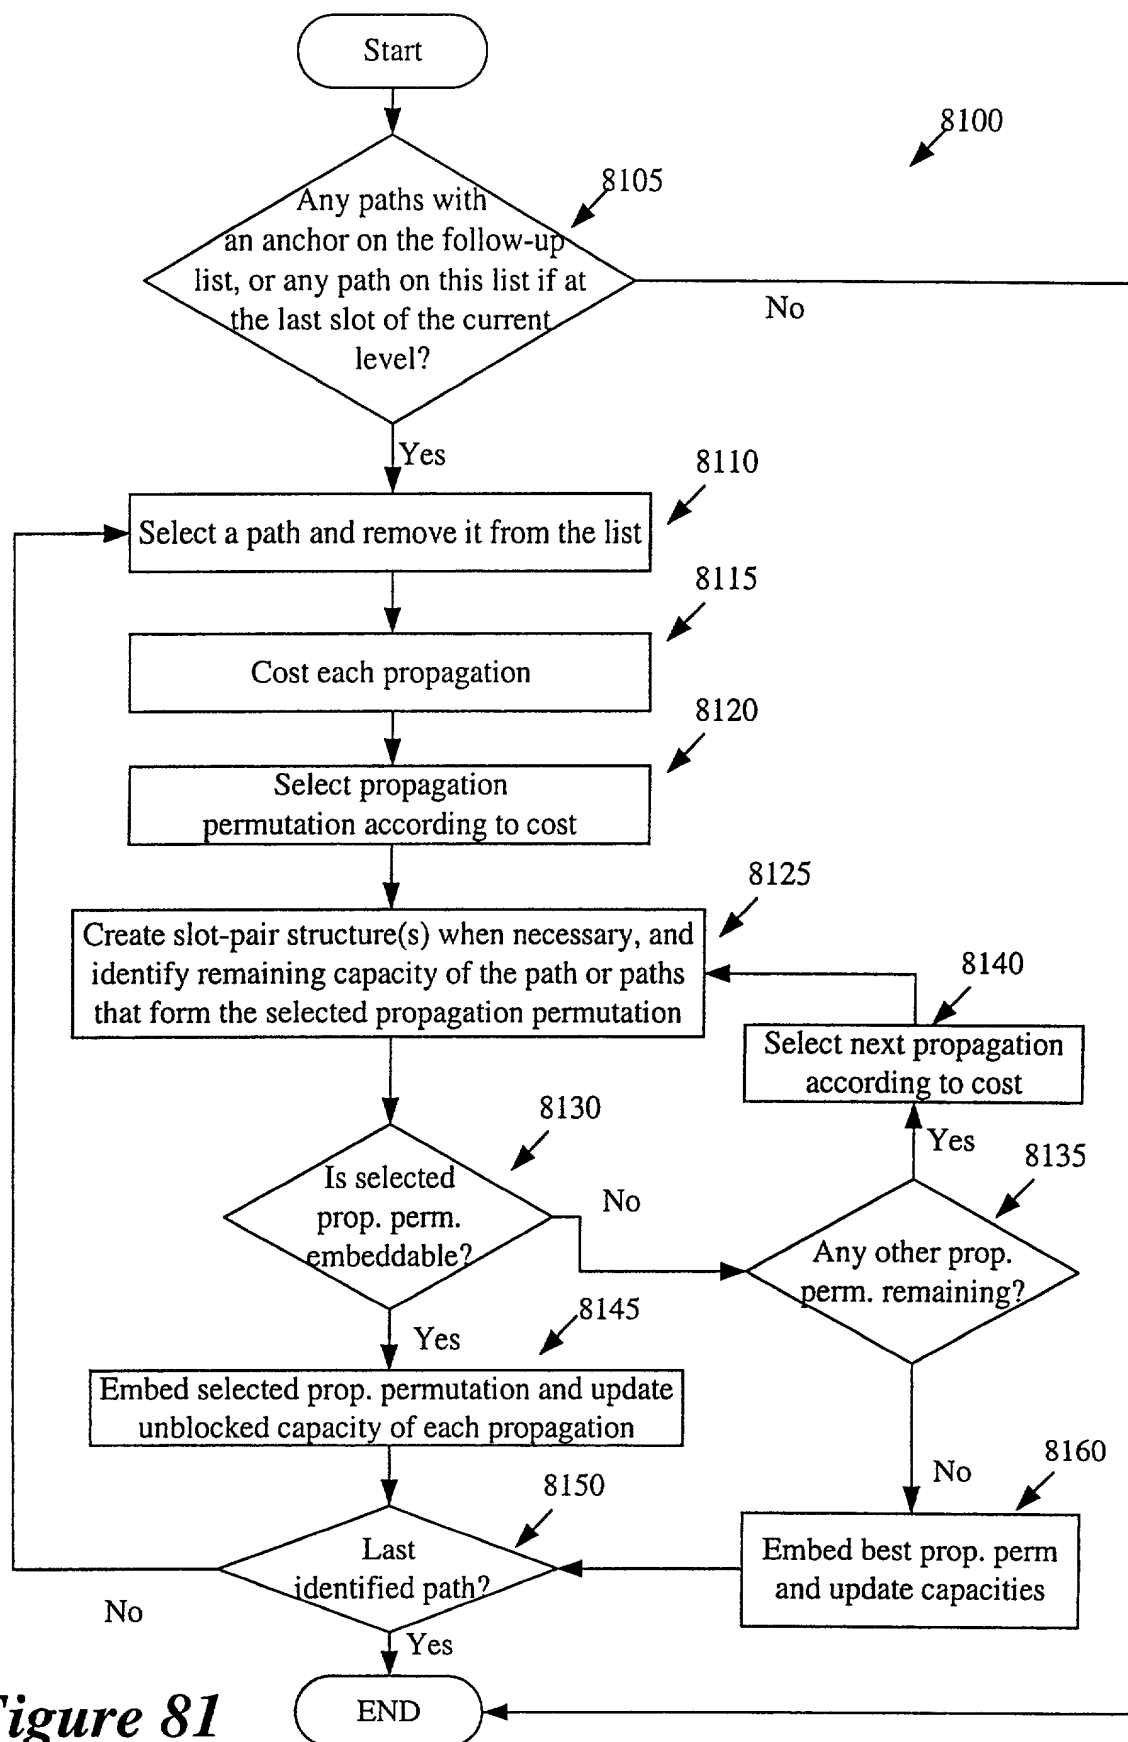 Start
8100
8105
Any paths with
an anchor on the follow-up
list, or any path on this list if at
the last slot of the current
level?
No
Yes
8110
Select a path and remove it from the list
8115
Cost each propagation
8120
Select propagation
permutation according to cost
8125
Create slot-pair structure(s) when necessary, and
identify remaining capacity of the path or paths
that form the selected propagation permutation
8140
Select next propagation
according to cost
8130
Is selected
prop. perm.
embeddable?
No
Yes
8135
Any other prop.
perm. remaining?
8145
Yes
Embed selected prop. permutation and update
unblocked capacity of each propagation
No
8160
Embed best prop. perm
and update capacities
8150
Last
identified path?
No
Yes
END
Figure 81